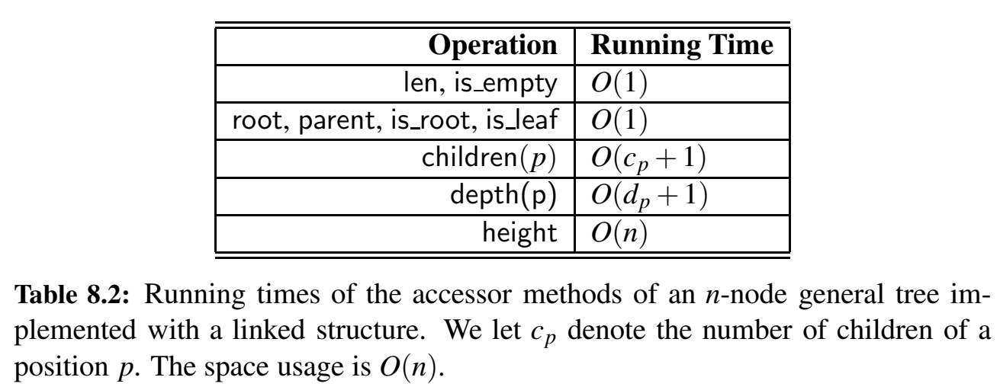 Operation Running Time
len, is_empty O(1)
root, parent, is_root, is_leaf O(1)
children(p) O(c_p + 1)
depth(p) O(d_p + 1)
height O(n)
Table 8.2: Running times of the accessor methods of an n-node general tree im-
plemented with a linked structure. We let c_p denote the number of children of a
position p. The space usage is O(n).